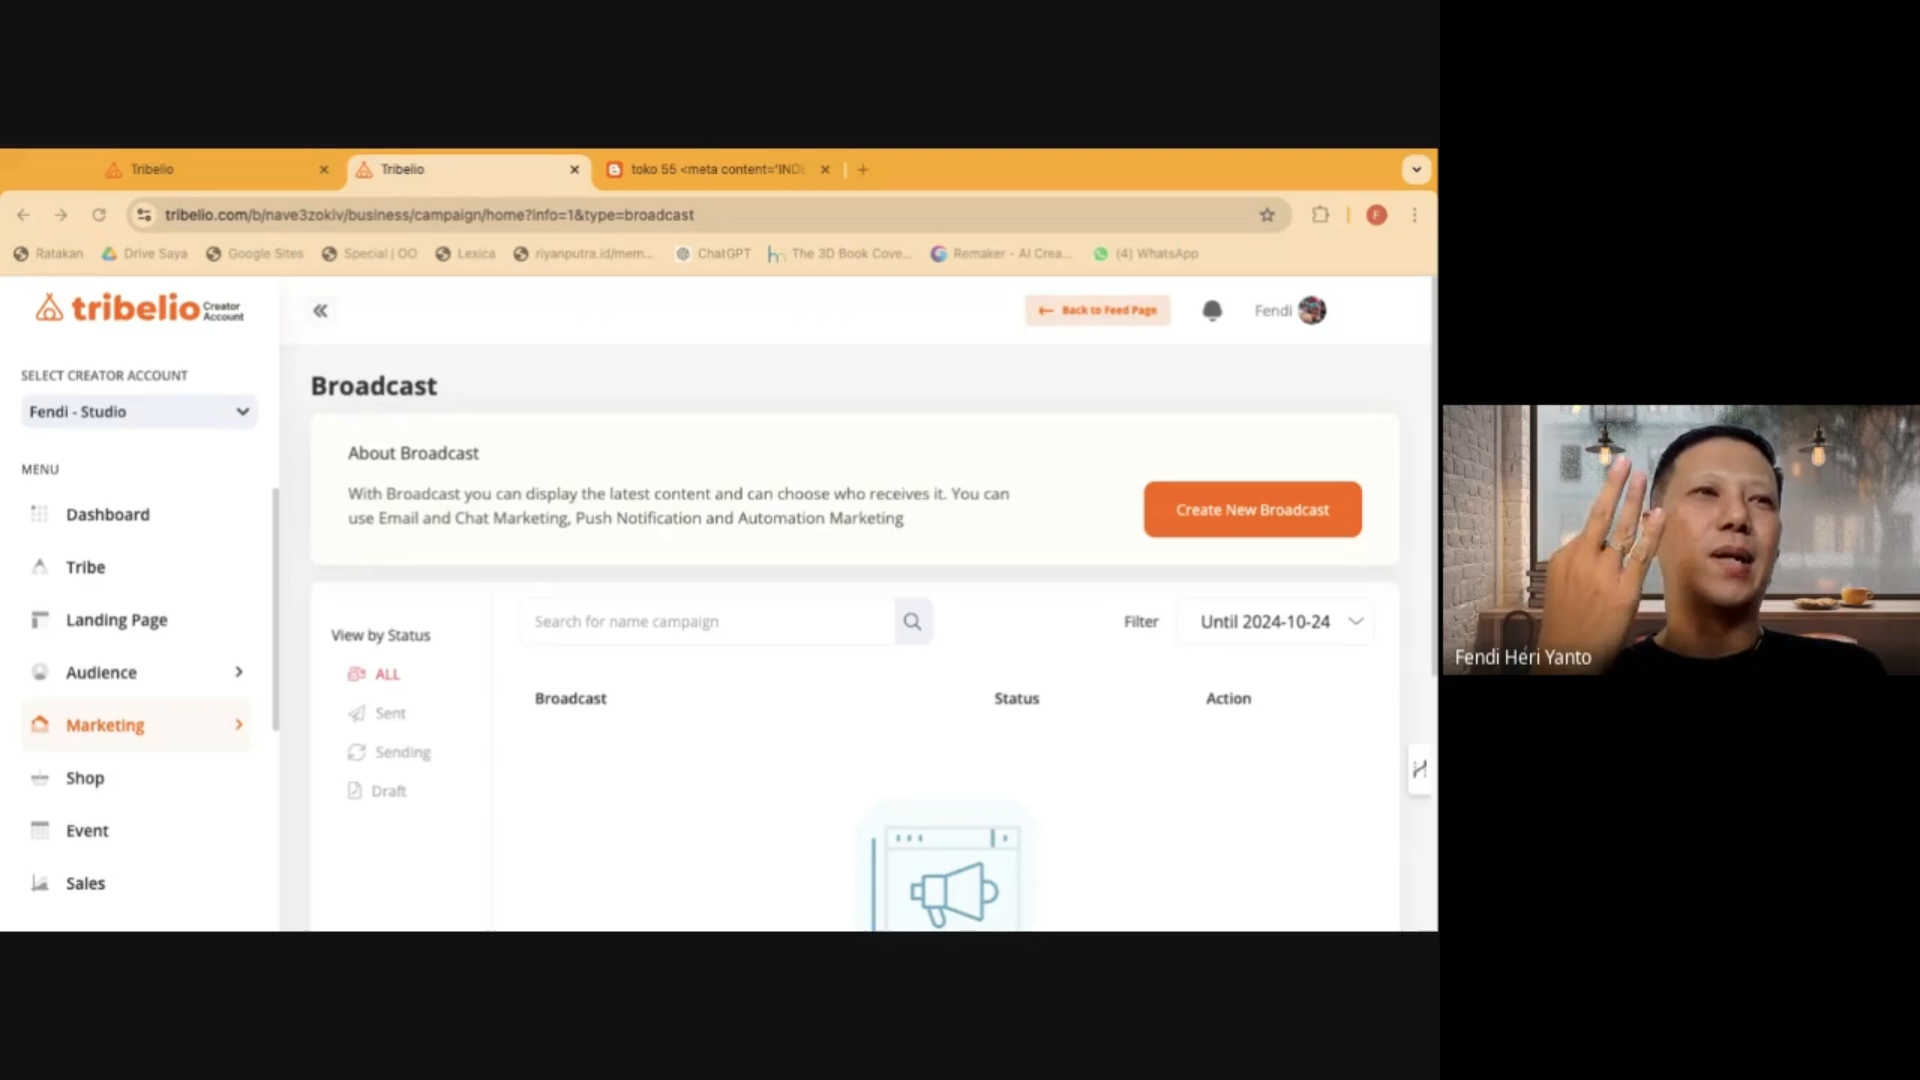 Tribelio
Tribelio
toko 55 <meta content='IND
tribelio.com/b/nave3zokiv/business/campaign/home?info=1&type=broadcast
F
Ratakan
Drive Saya
Google Sites
Special | OO
Lexica
riyanputra.id/mem...
ChatGPT
The 3D Book Cove...
Remaker - AI Crea...
(4) WhatsApp
tribelio Creator Account
Back to Feed Page
Fendi
SELECT CREATOR ACCOUNT
Fendi - Studio
MENU
Dashboard
Tribe
Landing Page
Audience
Marketing
Shop
Event
Sales
Broadcast
About Broadcast
With Broadcast you can display the latest content and can choose who receives it. You can
use Email and Chat Marketing, Push Notification and Automation Marketing
Create New Broadcast
View by Status
ALL
Sent
Sending
Draft
Search for name campaign
Filter
Until 2024-10-24
Broadcast
Status
Action
Fendi Heri Yanto